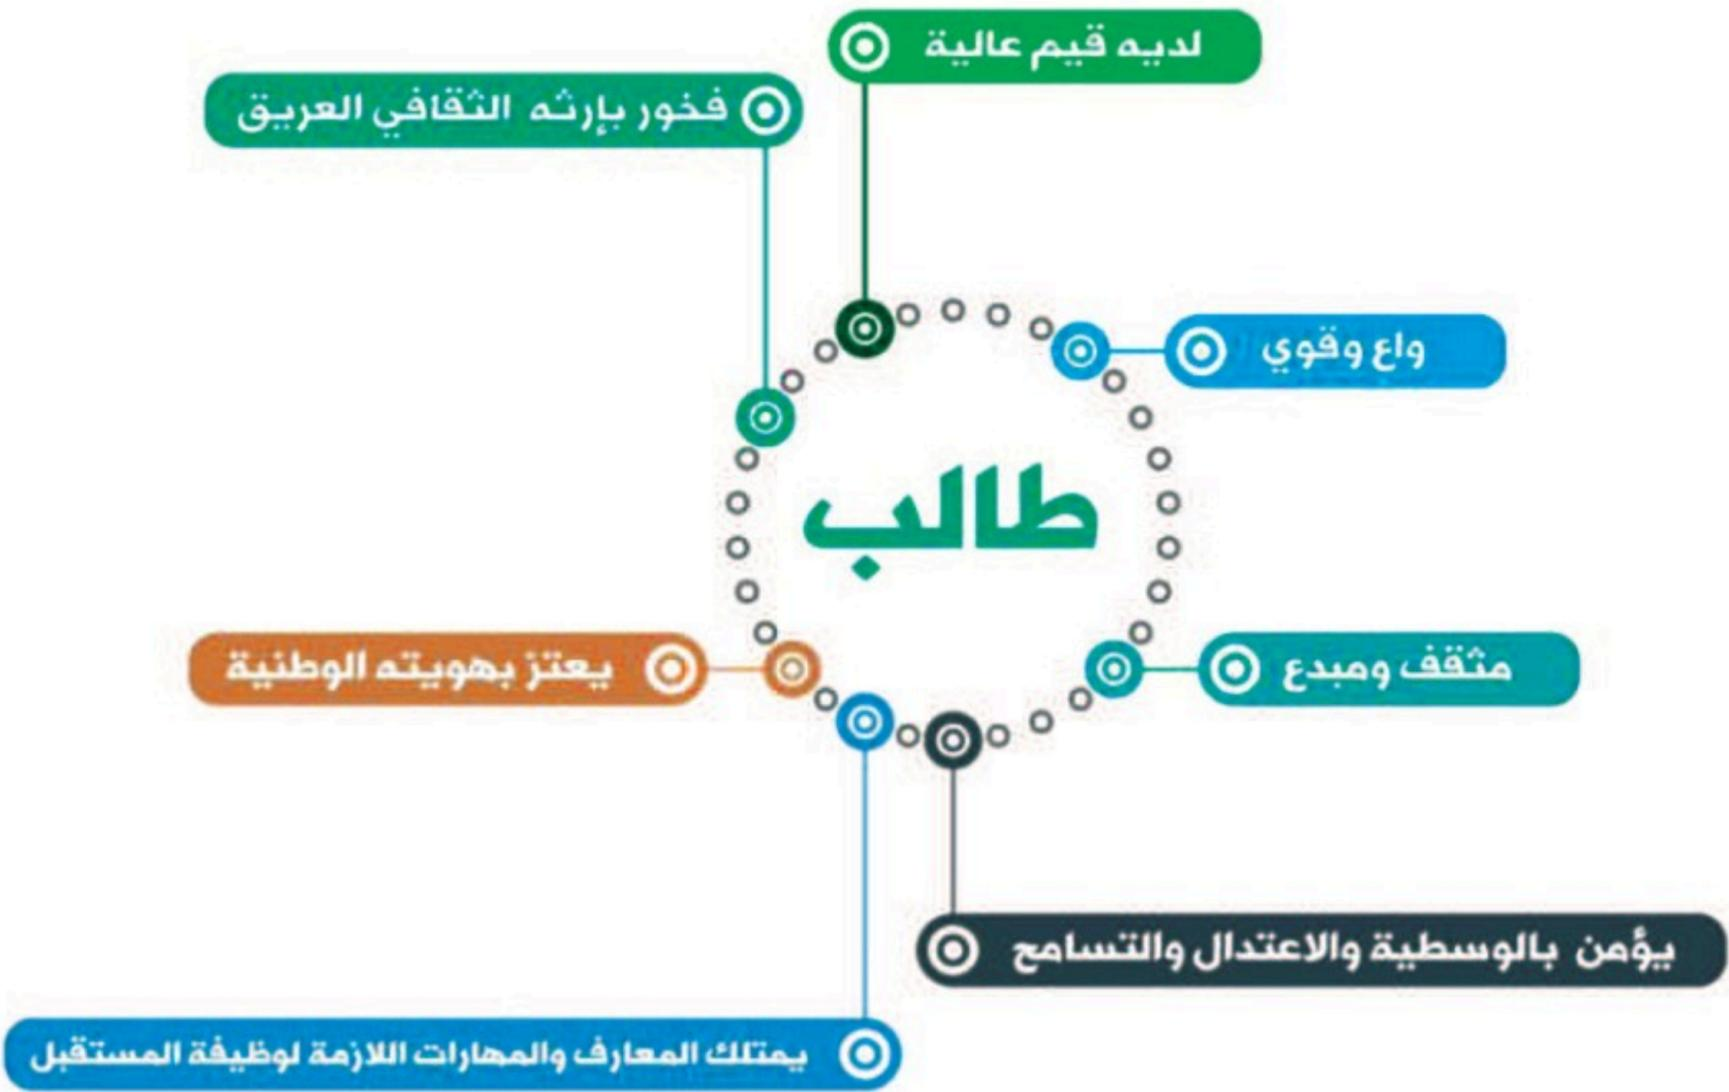 لديه قيم عالية
فخور بإرثه الثقافي العريق
واع وقوي
طالب
يعتز بهويته الوطنية
مثقف ومبدع
يؤمن بالوسطية والاعتدال والتسامح
يمتلك المعارف والمهارات اللازمة لوظيفة المستقبل